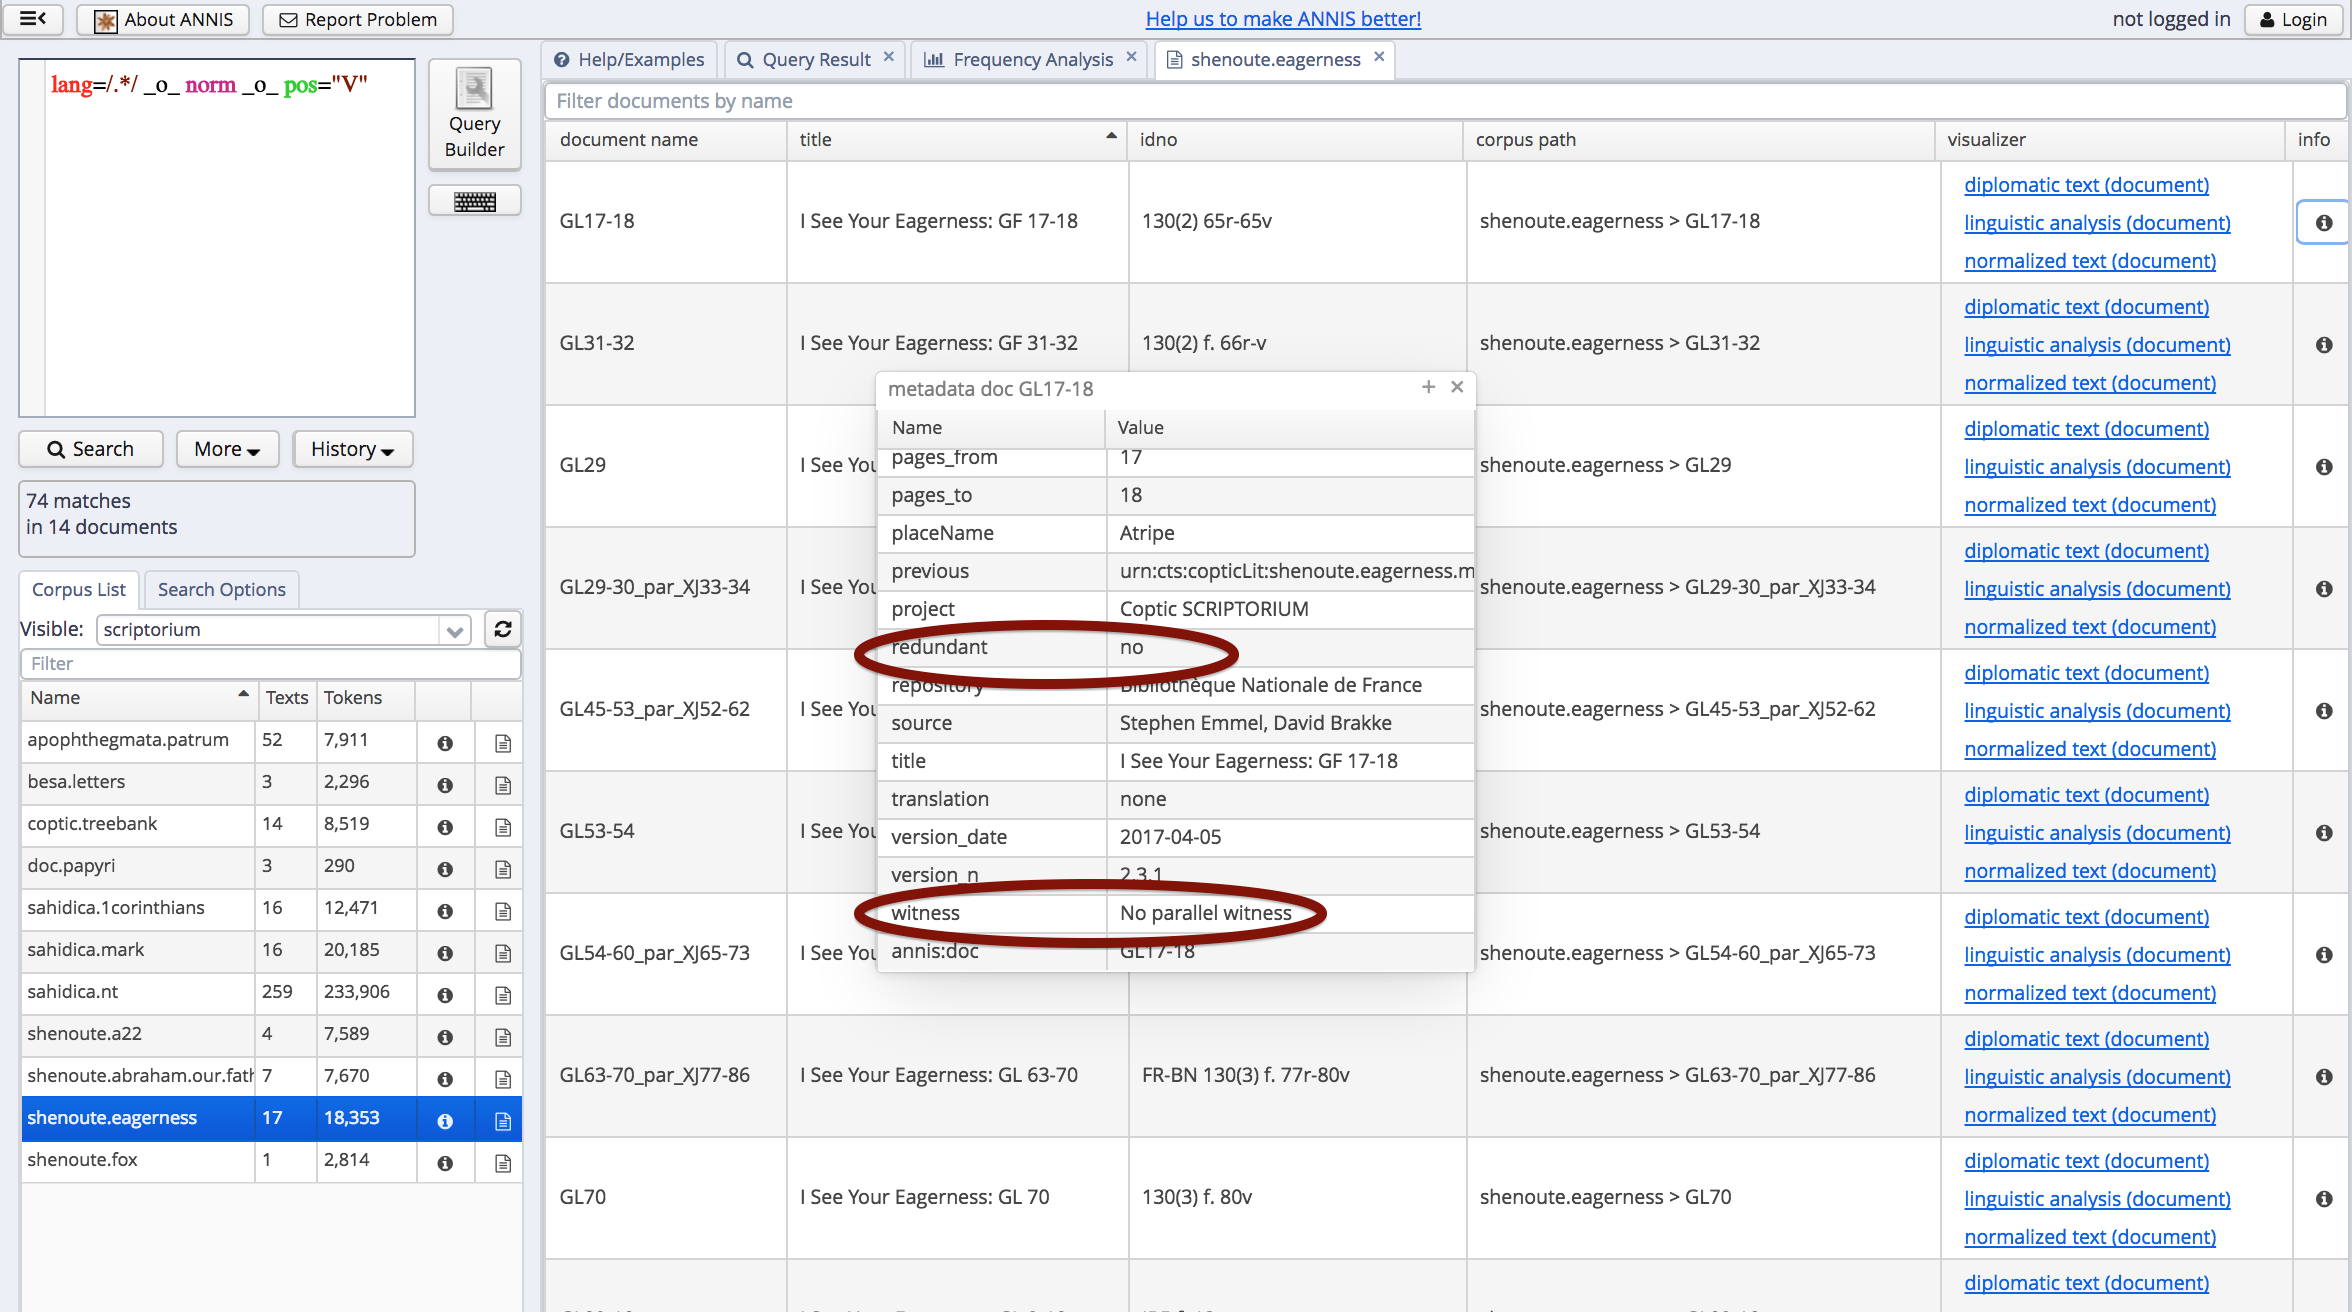 About ANNIS
Report Problem
Help us to make ANNIS better!
not logged in
Login
lang=/.*/ _o_ norm _o_ pos="V"
Query
Builder
Search
More
History
74 matches
in 14 documents
Corpus List
Search Options
Visible:
scriptorium
Filter
Name Texts Tokens
apophthegmata.patrum 52 7,911
besa.letters 3 2,296
coptic.treebank 14 8,519
doc.papyri 3 290
sahidica.1corinthians 16 12,471
sahidica.mark 16 20,185
sahidica.nt 259 233,906
shenoute.a22 4 7,589
shenoute.abraham.our.fath 7 7,670
shenoute.eagerness 17 18,353
shenoute.fox 1 2,814
Help/Examples
Query Result
Frequency Analysis
shenoute.eagerness
Filter documents by name
document name title idno corpus path visualizer info
GL17-18 I See Your Eagerness: GF 17-18 130(2) 65r-65v shenoute.eagerness > GL17-18
diplomatic text (document)
linguistic analysis (document)
normalized text (document)
GL31-32 I See Your Eagerness: GF 31-32 130(2) f. 66r-v shenoute.eagerness > GL31-32
diplomatic text (document)
linguistic analysis (document)
normalized text (document)
GL29 I See You shenoute.eagerness > GL29
diplomatic text (document)
linguistic analysis (document)
normalized text (document)
GL29-30_par_XJ33-34 I See You shenoute.eagerness > GL29-30_par_XJ33-34
diplomatic text (document)
linguistic analysis (document)
normalized text (document)
GL45-53_par_XJ52-62 I See You shenoute.eagerness > GL45-53_par_XJ52-62
diplomatic text (document)
linguistic analysis (document)
normalized text (document)
GL53-54 I See You shenoute.eagerness > GL53-54
diplomatic text (document)
linguistic analysis (document)
normalized text (document)
GL54-60_par_XJ65-73 I See You shenoute.eagerness > GL54-60_par_XJ65-73
diplomatic text (document)
linguistic analysis (document)
normalized text (document)
GL63-70_par_XJ77-86 I See Your Eagerness: GL 63-70 FR-BN 130(3) f. 77r-80v shenoute.eagerness > GL63-70_par_XJ77-86
diplomatic text (document)
linguistic analysis (document)
normalized text (document)
GL70 I See Your Eagerness: GL 70 130(3) f. 80v shenoute.eagerness > GL70
diplomatic text (document)
linguistic analysis (document)
normalized text (document)
diplomatic text (document)
metadata doc GL17-18
Name Value
pages_from 17
pages_to 18
placeName Atripe
previous urn:cts:copticLit:shenoute.eagerness.m
project Coptic SCRIPTORIUM
redundant no
repository Bibliothèque Nationale de France
source Stephen Emmel, David Brakke
title I See Your Eagerness: GF 17-18
translation none
version_date 2017-04-05
version_n 2.3.1
witness No parallel witness
annis:doc GL17-18